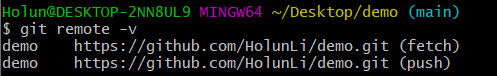 Holun@DESKTOP-2NN8UL9 MINGW64 ~/Desktop/demo (main)
$ git remote -v
demo    https://github.com/HolunLi/demo.git (fetch)
demo    https://github.com/HolunLi/demo.git (push)